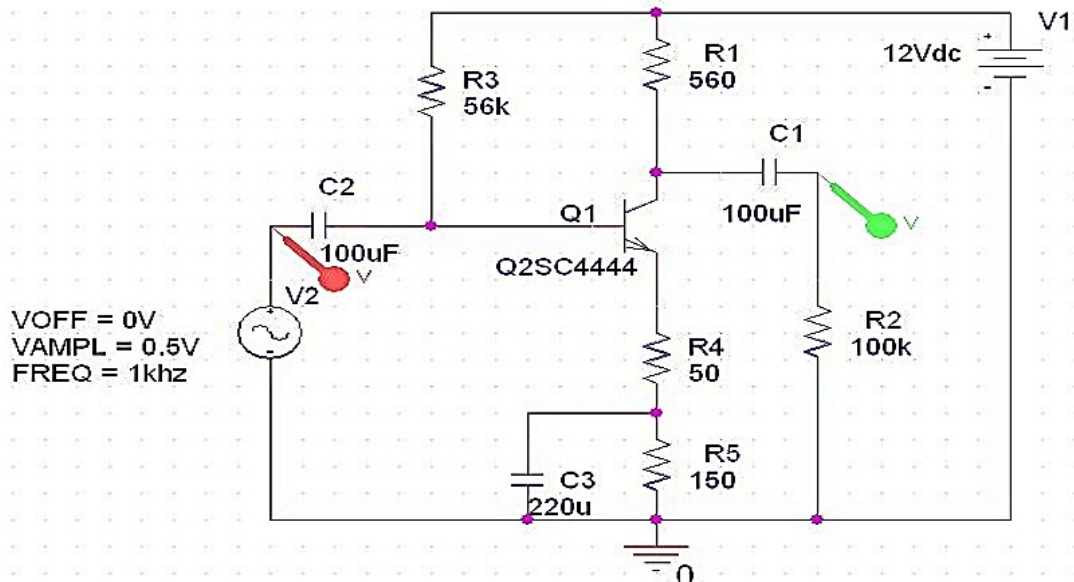 V1
12Vdc
+
-
R1
560
R3
56k
C1
100uF
C2
100uF
Q1
Q2SC4444
V
V
V2
+
-
VOFF = 0V
VAMPL = 0.5V
FREQ = 1khz
R4
50
R2
100k
R5
150
C3
220u
0